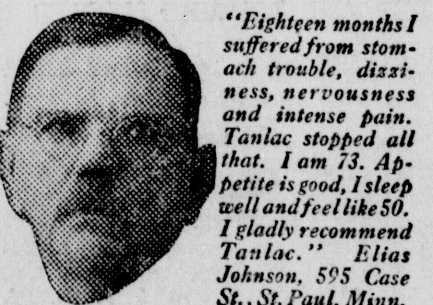 "Eighteen months I
suffered from stom-
ach trouble, dizzi-
ness, nervousness
and intense pain.
Tanlac stopped all
that. I am 73. Ap-
petite is good, I sleep
well and feel like 50.
I gladly recommend
Tanlac." Elias
Johnson, 595 Case
St., St. Paul, Minn.